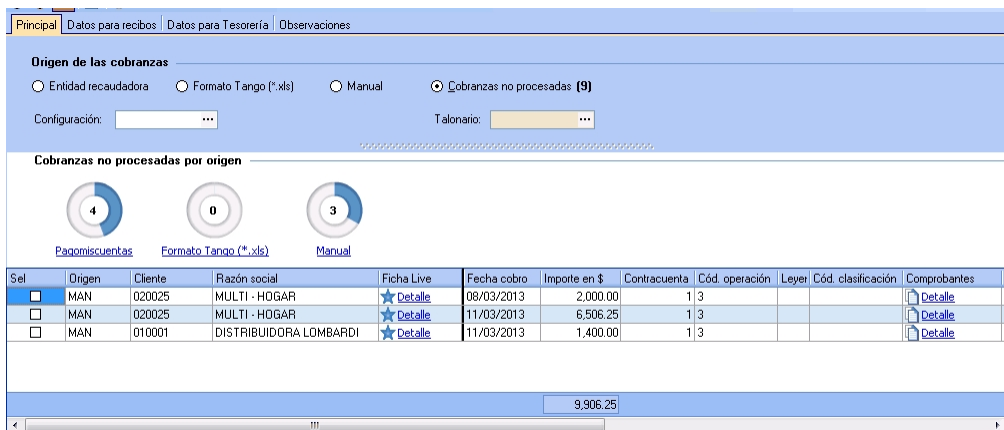 Principal Datos para recibos Datos para Tesorería Observaciones
Origen de las cobranzas
Entidad recaudadora Formato Tango (*.xls) Manual Cobranzas no procesadas (9)
Configuración: ... Talonario: ...
Cobranzas no procesadas por origen
4 0 3
Pagomiscuentas Formato Tango (*.xls) Manual
Sel Origen Cliente Razón social Ficha Live Fecha cobro Importe en $ Contracuenta Cód. operación Leyer Cód. clasificación Comprobantes
MAN 020025 MULTI - HOGAR Detalle 08/03/2013 2,000.00 1 3 Detalle
MAN 020025 MULTI - HOGAR Detalle 11/03/2013 6,506.25 1 3 Detalle
MAN 010001 DISTRIBUIDORA LOMBARDI Detalle 11/03/2013 1,400.00 1 3 Detalle
9,906.25